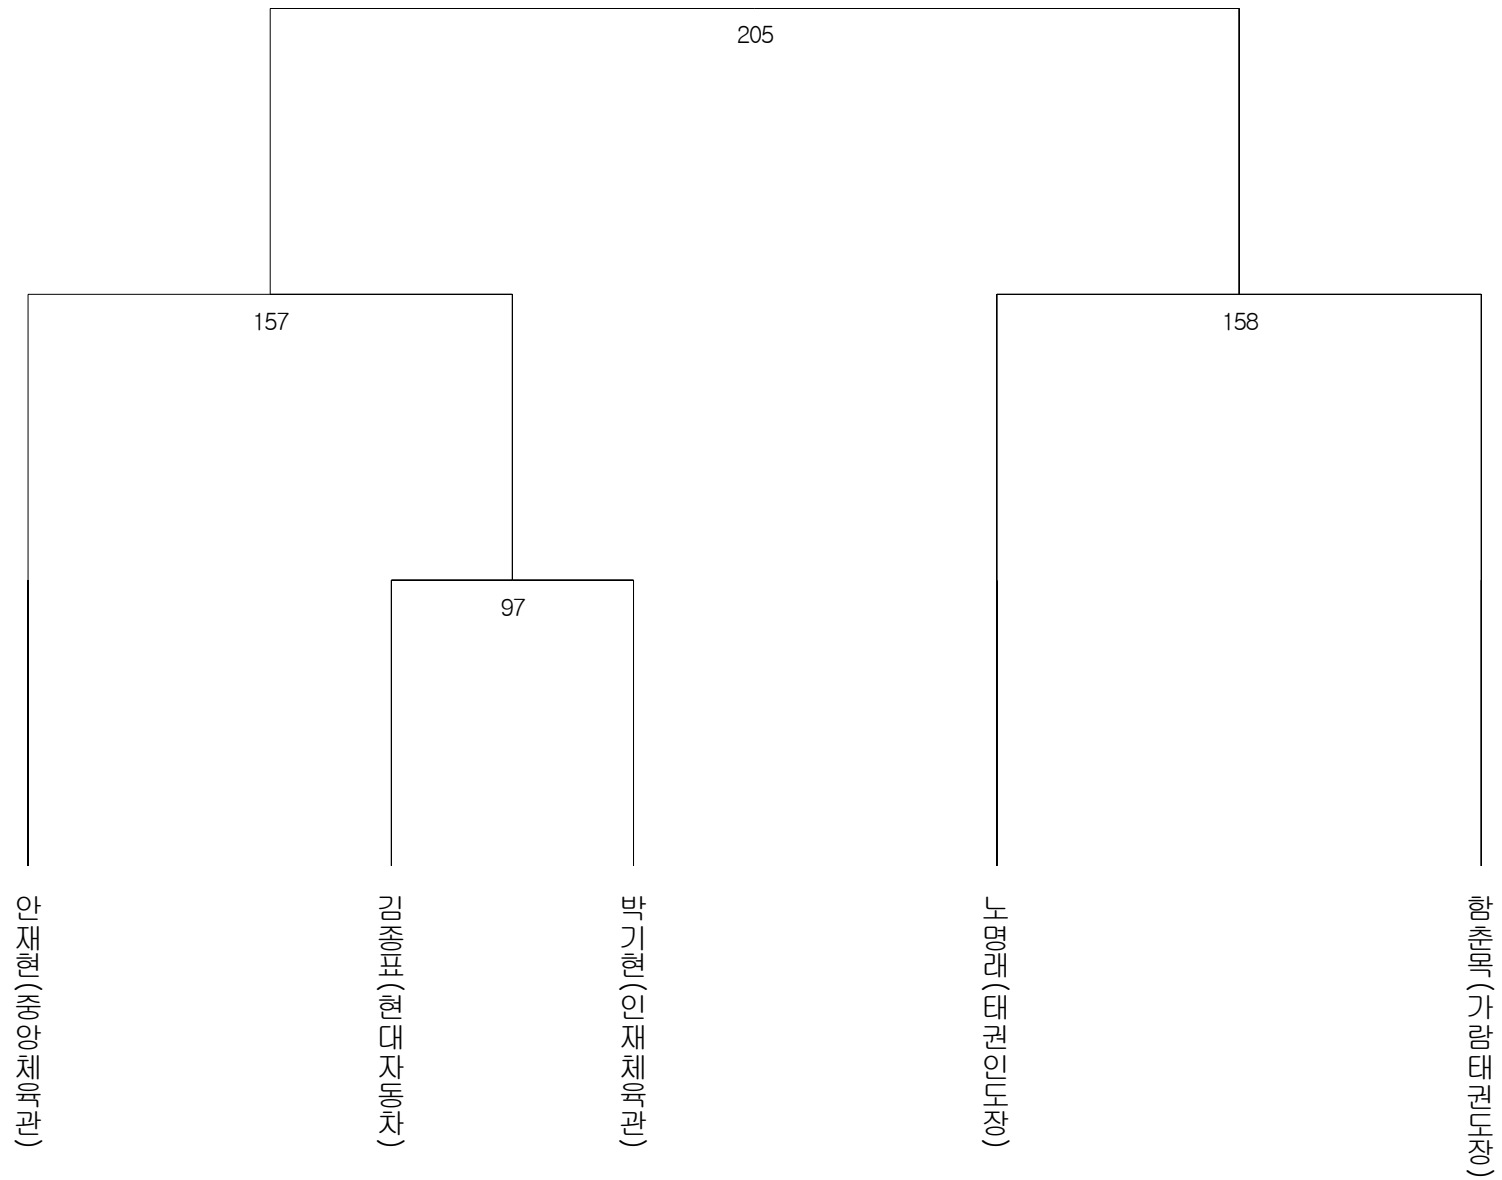 205
157
158
97
안재현(중앙체육관)
김종표(현대자동차)
박기현(인재체육관)
노명래(태권인도장)
함춘목(가람태권도장)